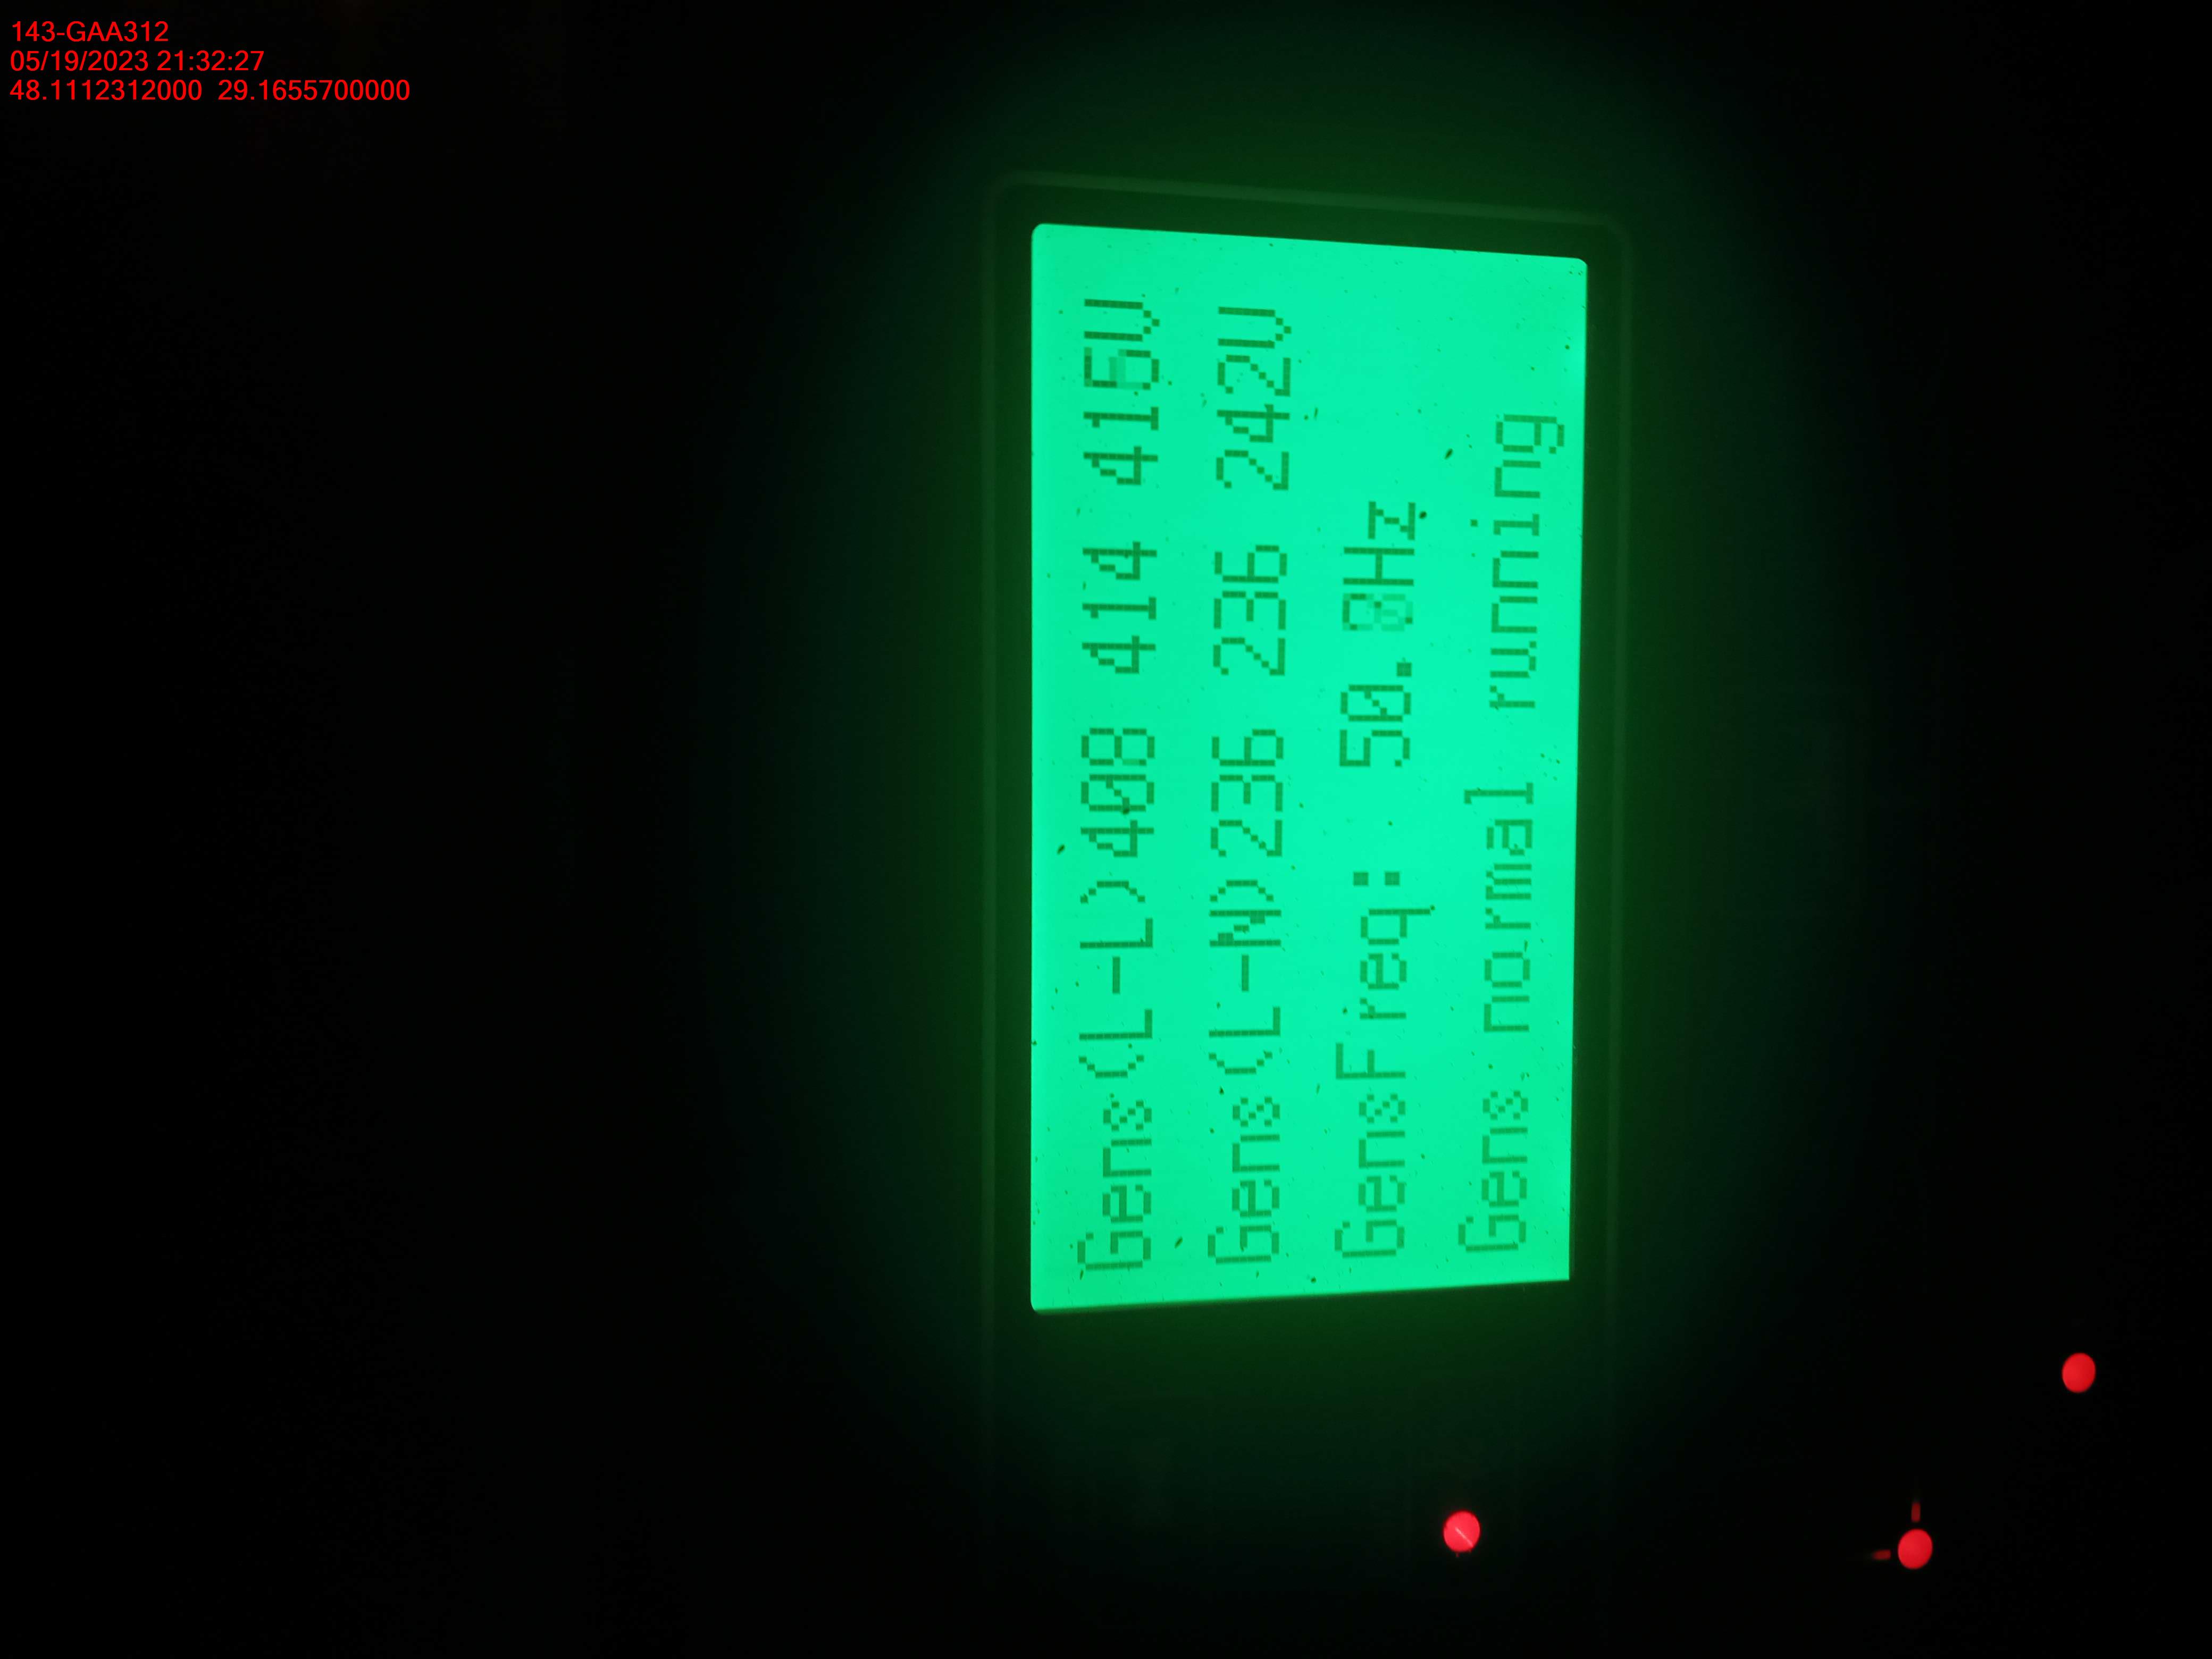 143-GAA312
05/19/2023 21:32:27
48.1112312000 29.1655700000
Gens(L-L)408 414 415V
Gens(L-N)236 236 242V
GensFreq: 50.0Hz
Gens normal running